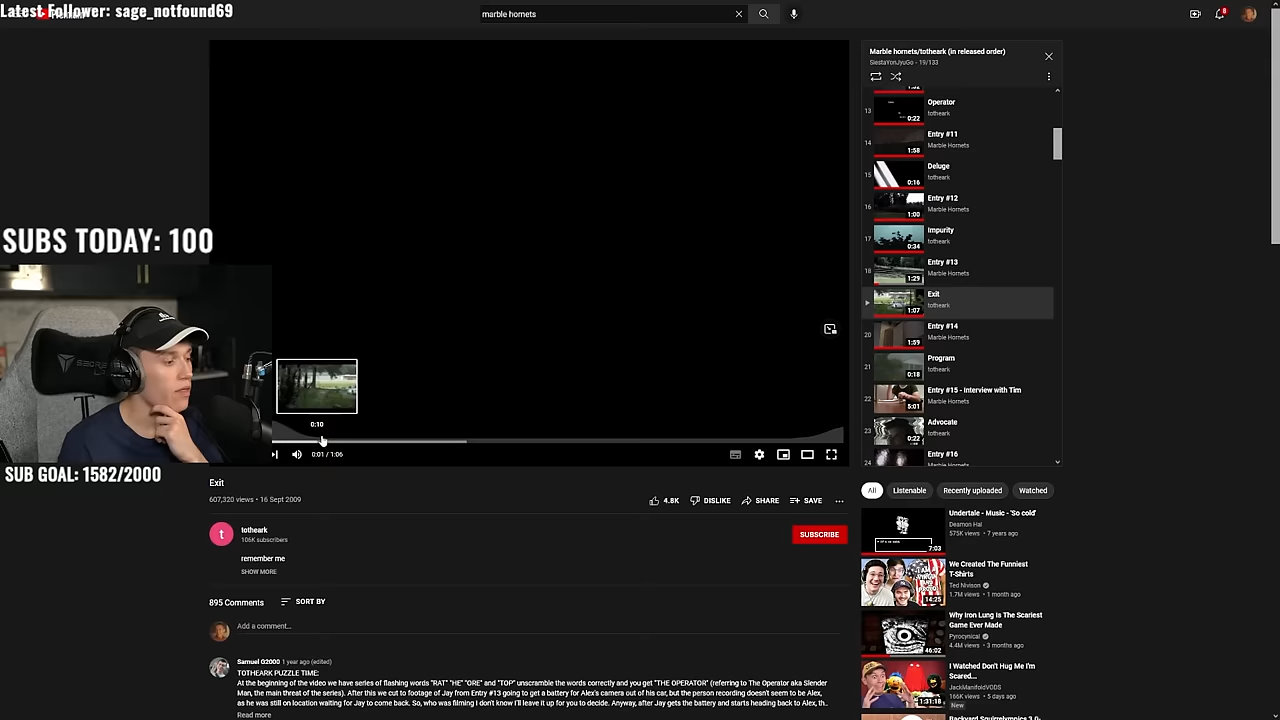 Latest Follower: sage_notfound69
marble hornets
8
Marble hornets/totheark (in released order)
SiestaYonJyuGo - 19/133
13
Operator
totheark
0:22
14
Entry #11
Marble Hornets
1:58
15
Deluge
totheark
0:16
16
Entry #12
Marble Hornets
1:00
17
Impurity
totheark
0:34
18
Entry #13
Marble Hornets
1:29
Exit
totheark
1:07
20
Entry #14
Marble Hornets
1:59
21
Program
totheark
0:18
22
Entry #15 - Interview with Tim
Marble Hornets
5:01
23
Advocate
totheark
0:22
24
Entry #16
Marble Hornets
SUBS TODAY: 100
SUB GOAL: 1582/2000
0:10
0:01 / 1:06
Exit
607,320 views • 16 Sept 2009
4.8K
DISLIKE
SHARE
SAVE
t
totheark
106K subscribers
SUBSCRIBE
remember me
SHOW MORE
895 Comments
SORT BY
Add a comment...
Samuel G2000 1 year ago (edited)
TOTHEARK PUZZLE TIME:
At the beginning of the video we have series of flashing words "RAT" "HE" "ORE" and "TOP" unscramble the words correctly and you get "THE OPERATOR" (referring to The Operator aka Slender
Man, the main threat of the series). After this we cut to footage of Jay from Entry #13 going to get a battery for Alex's camera out of his car, but the person recording doesn't seem to be Alex,
as he was still on location waiting for Jay to come back. So, who was filming I don't know I'll leave it up for you to decide. Anyway, after Jay gets the battery and starts heading back to Alex, th..
Read more
All
Listenable
Recently uploaded
Watched
Undertale - Music - 'So cold'
Deamon Hal
575K views • 7 years ago
7:03
We Created The Funniest
T-Shirts
Ted Nivison
1.7M views • 1 month ago
14:25
Why Iron Lung Is The Scariest
Game Ever Made
Pyrocynical
4.4M views • 3 months ago
46:02
I Watched Don't Hug Me I'm
Scared...
JackManifoldVODS
166K views • 5 days ago
New
1:31:18